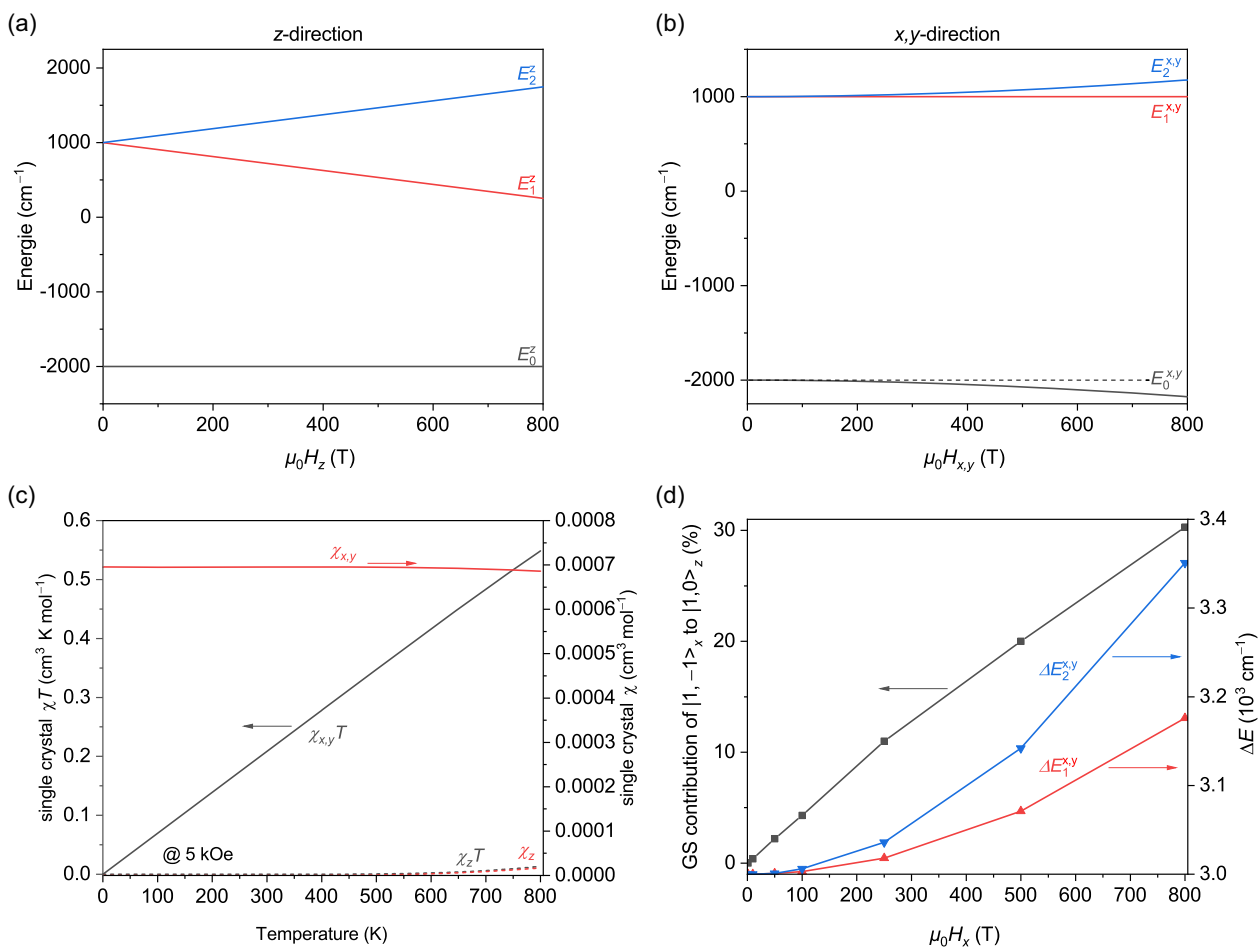 (a)
z-direction
Energie (cm⁻¹)
2000
1000
0
-1000
-2000
E₂ᶻ
E₁ᶻ
E₀ᶻ
0 200 400 600 800
μ₀H_z (T)
(b)
x,y-direction
Energie (cm⁻¹)
1000
0
-1000
-2000
E₂ˣ,ʸ
E₁ˣ,ʸ
E₀ˣ,ʸ
0 200 400 600 800
μ₀H_x,y (T)
(c)
single crystal χT (cm³ K mol⁻¹)
0.6
0.5
0.4
0.3
0.2
0.1
0.0
χ_x,y
χ_x,yT
@ 5 kOe
χ_zT
χ_z
0.0008
0.0007
0.0006
0.0005
0.0004
0.0003
0.0002
0.0001
0.0000
single crystal χ (cm³ mol⁻¹)
0 100 200 300 400 500 600 700 800
Temperature (K)
(d)
GS contribution of |1, −1>ₓ to |1,0>_z (%)
30
20
10
0
ΔE₂ˣ,ʸ
ΔE₁ˣ,ʸ
3.4
3.3
3.2
3.1
3.0
ΔE (10³ cm⁻¹)
0 100 200 300 400 500 600 700 800
μ₀Hₓ (T)